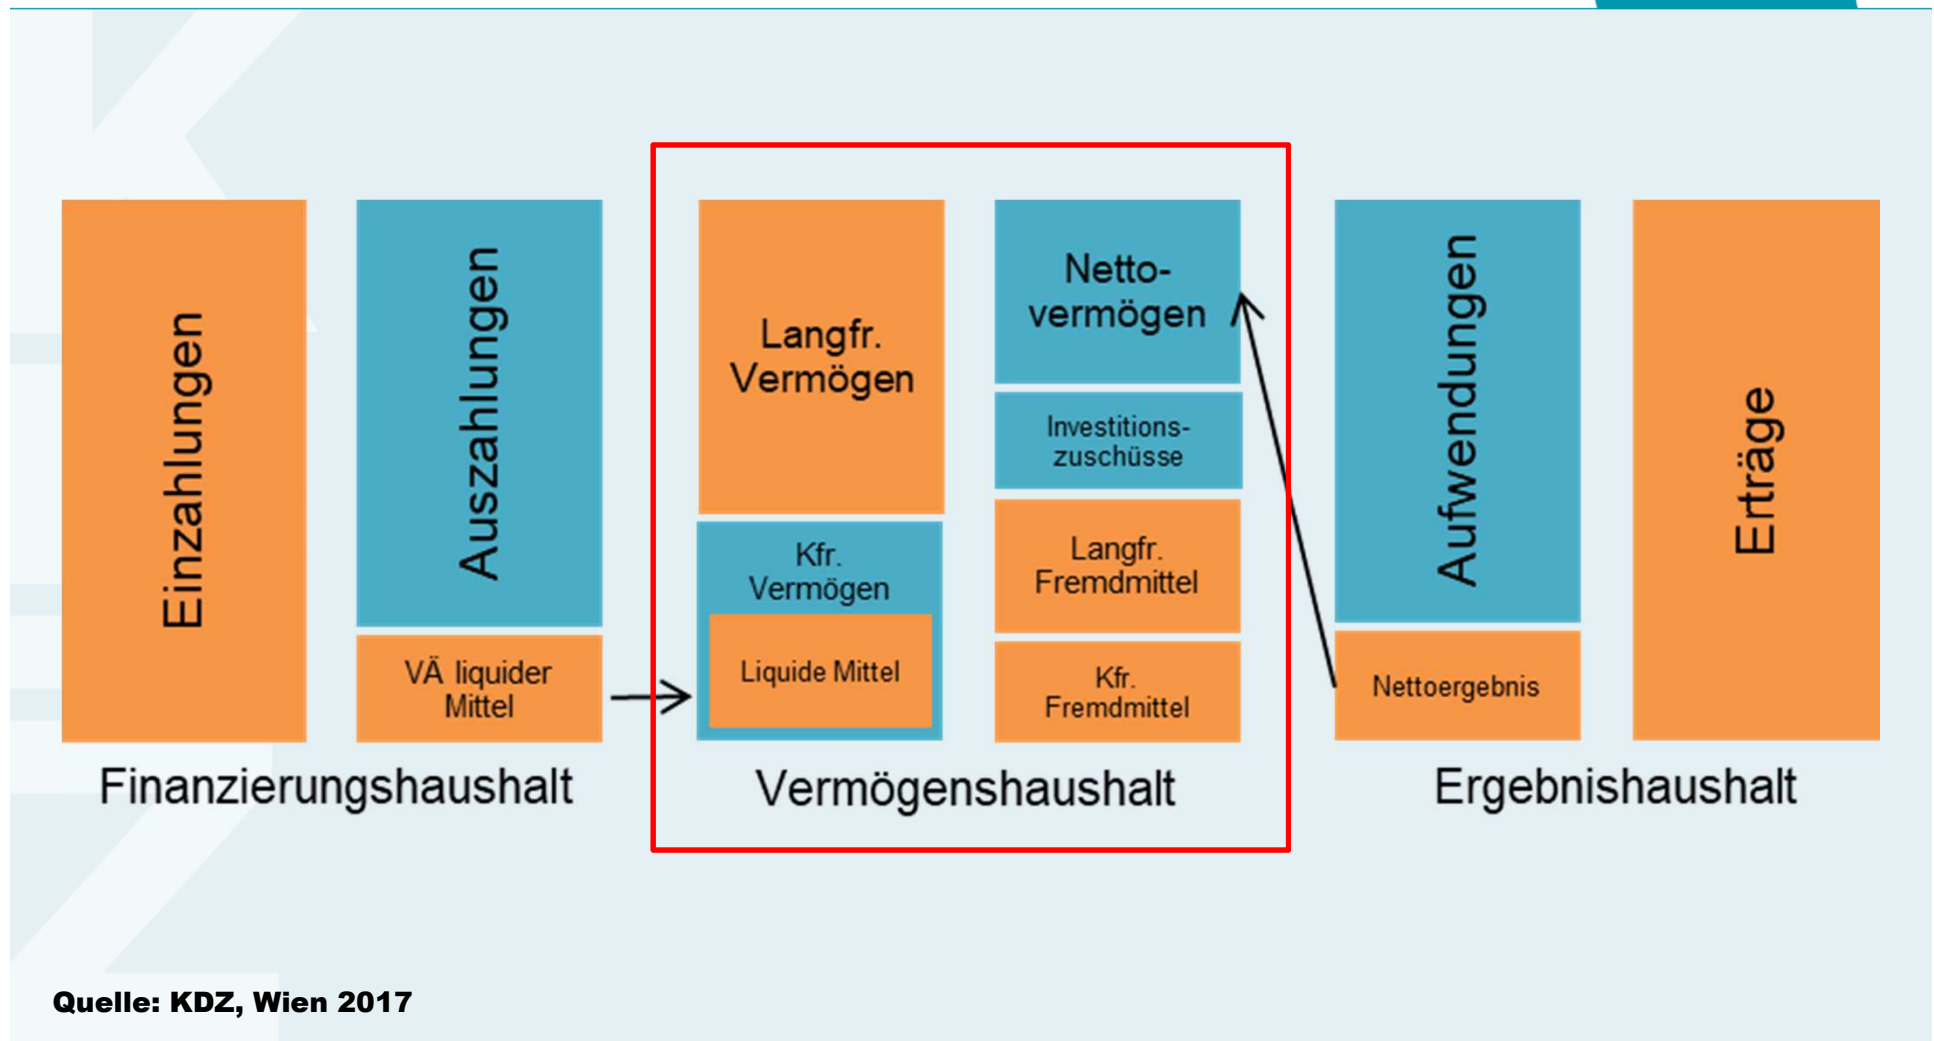 Einzahlungen
Auszahlungen
VÄ liquider
Mittel
Finanzierungshaushalt
Langfr.
Vermögen
Kfr.
Vermögen
Liquide Mittel
Netto-
vermögen
Investitions-
zuschüsse
Langfr.
Fremdmittel
Kfr.
Fremdmittel
Vermögenshaushalt
Aufwendungen
Nettoergebnis
Erträge
Ergebnishaushalt
Quelle: KDZ, Wien 2017